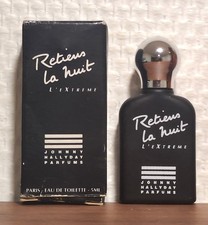 Retiens
la Nuit
L'EXTREME
JOHNNY
HALLYDAY
PARFUMS
PARIS, EAU DE TOILETTE - 5ML
Retiens
la Nuit
L'EXTREME
JOHNNY
HALLYDAY
PARFUMS